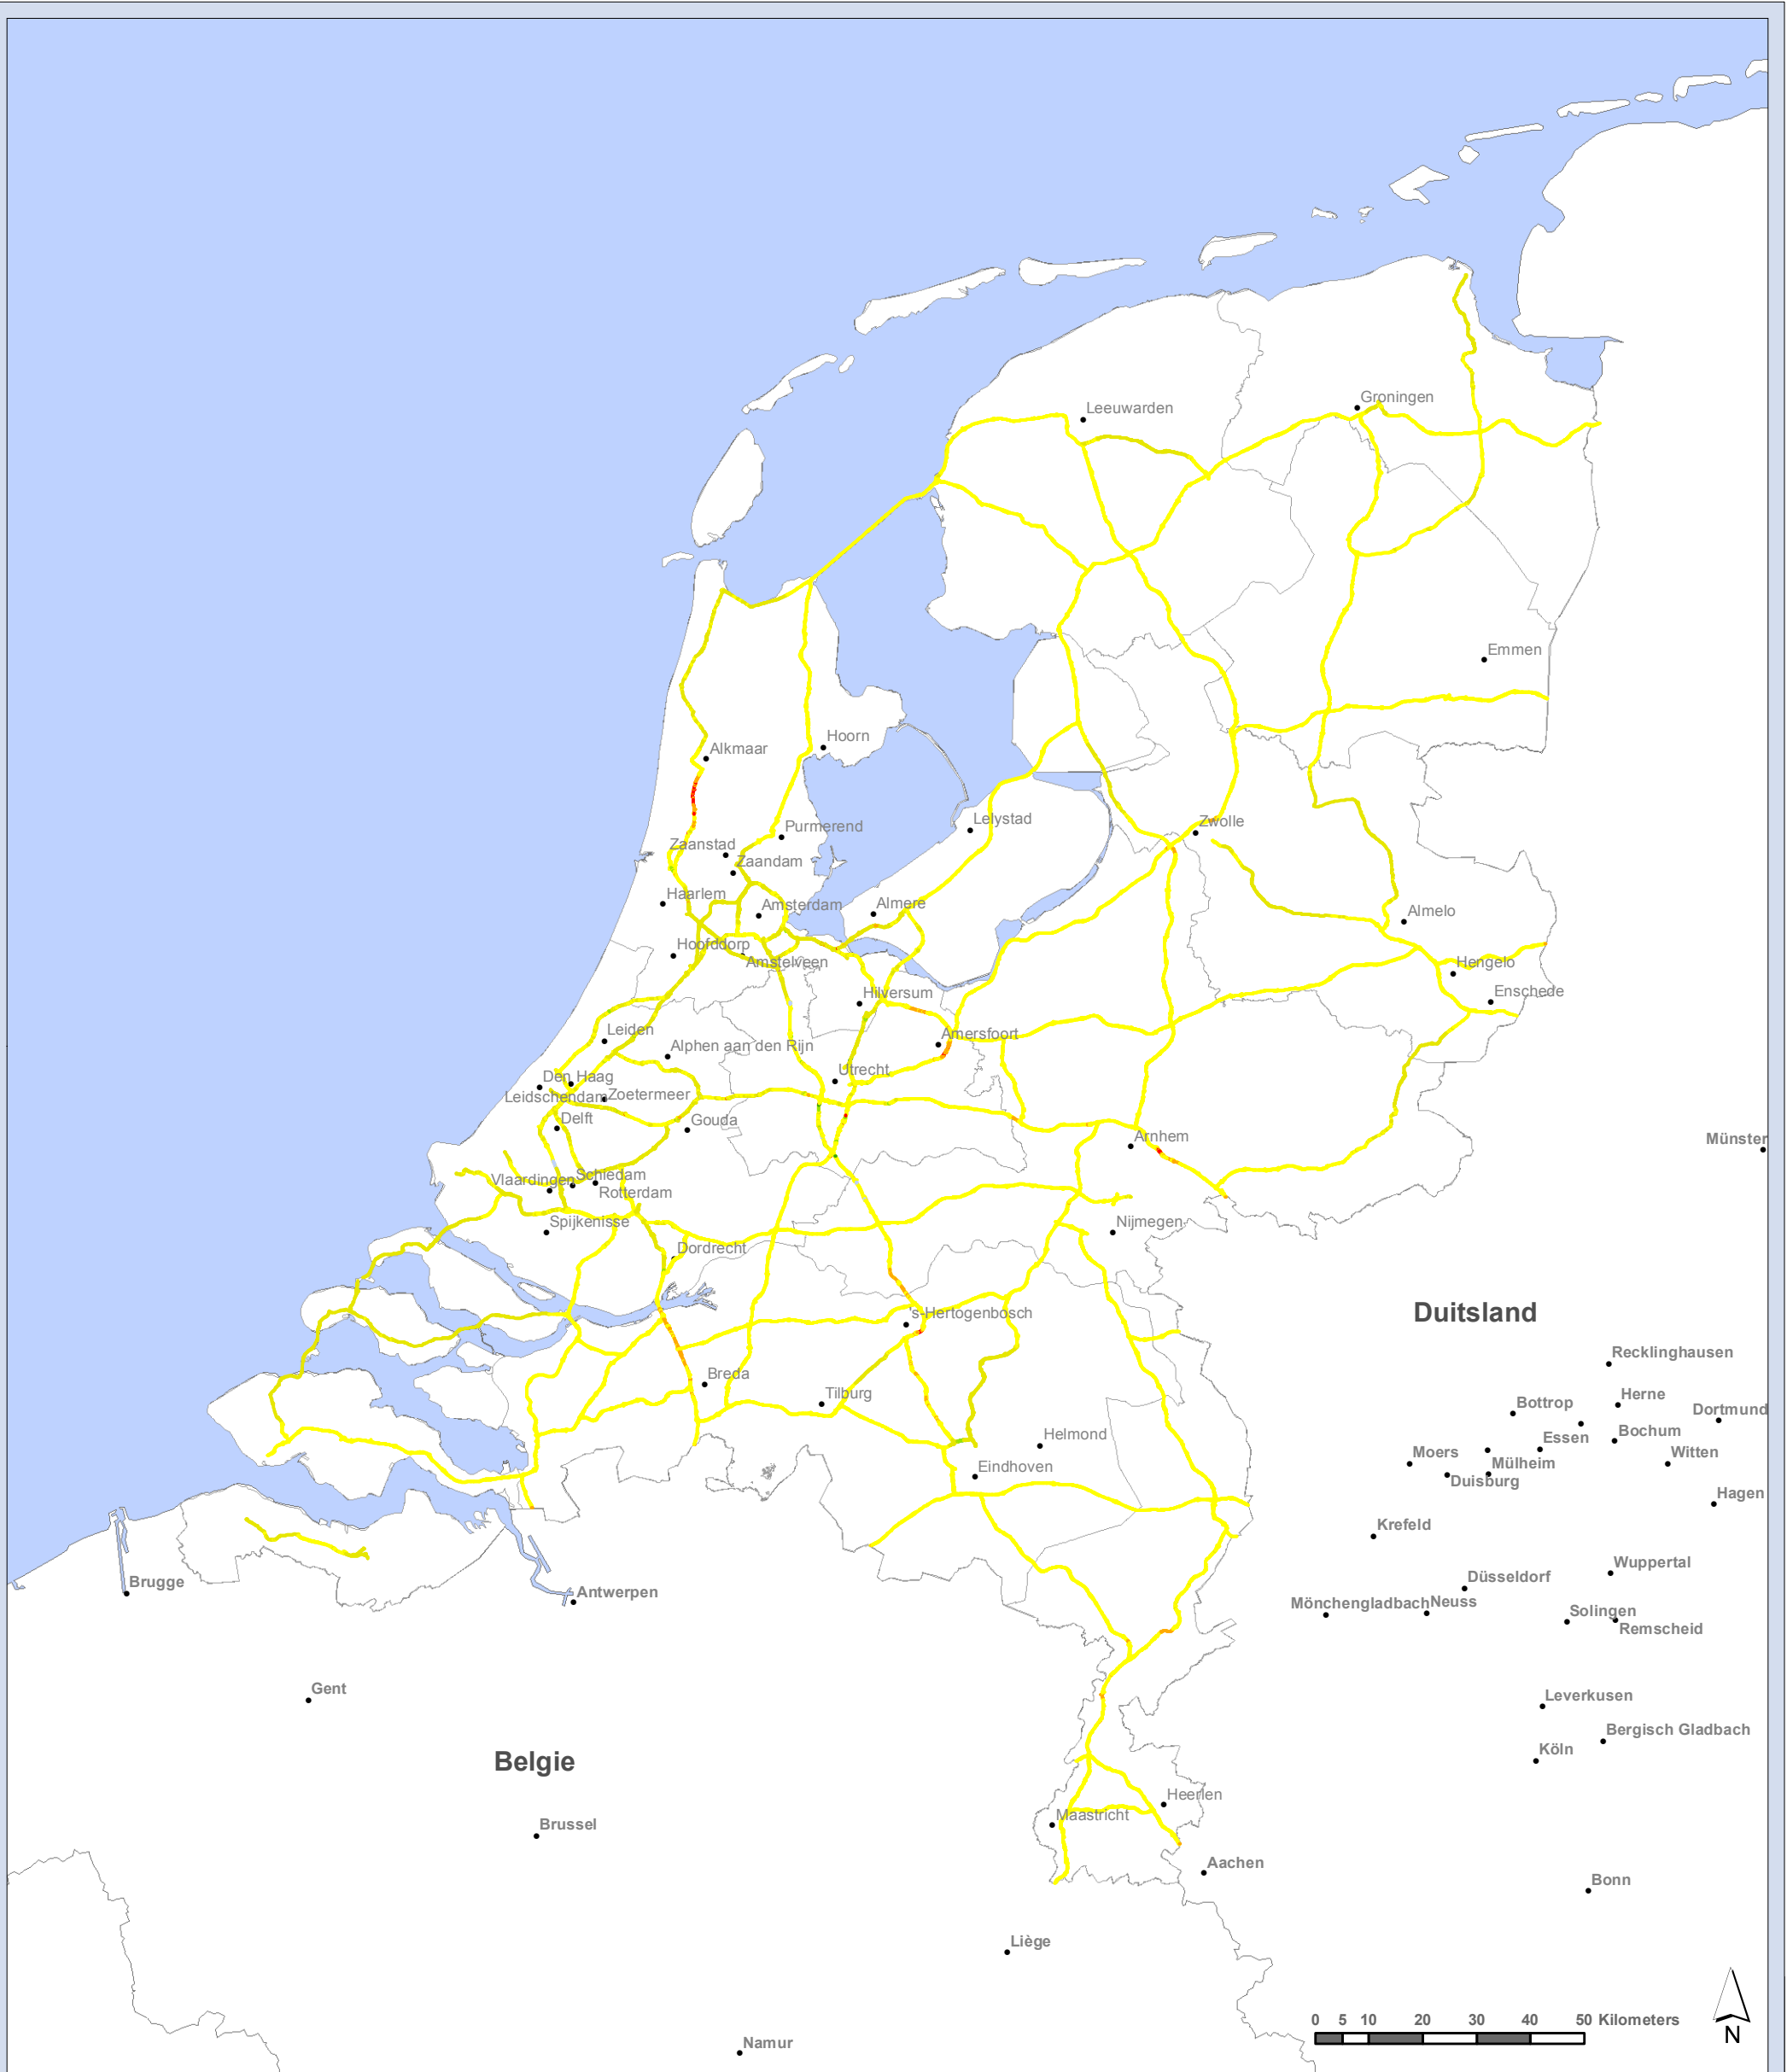 Groningen
Leeuwarden
Emmen
Hoorn
Alkmaar
Lelystad
Zwolle
Purmerend
Zaanstad
Zaandam
Haarlem
Amsterdam
Almere
Almelo
Hoofddorp
Amstelveen
Hengelo
Hilversum
Enschede
Leiden
Amersfoort
Alphen aan den Rijn
Utrecht
Den Haag
Leidschendam
Zoetermeer
Delft
Gouda
Arnhem
Münster
Schiedam
Vlaardingen
Rotterdam
Spijkenisse
Nijmegen
Dordrecht
's-Hertogenbosch
Duitsland
Recklinghausen
Breda
Tilburg
Bottrop
Herne
Dortmund
Helmond
Essen
Bochum
Moers
Mülheim
Witten
Eindhoven
Duisburg
Hagen
Krefeld
Wuppertal
Düsseldorf
Brugge
Antwerpen
Mönchengladbach
Neuss
Solingen
Remscheid
Gent
Leverkusen
Bergisch Gladbach
Belgie
Köln
Heerlen
Maastricht
Brussel
Aachen
Bonn
Liège
0 5 10 20 30 40 50 Kilometers
N
Namur